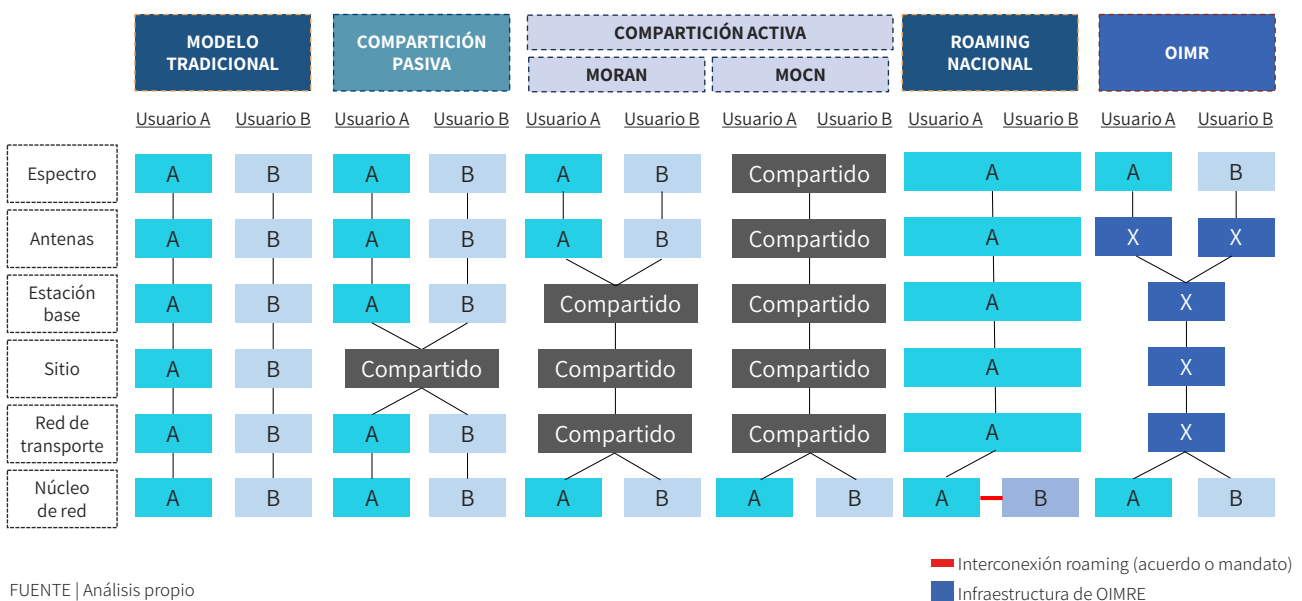 MODELO
TRADICIONAL
COMPARTICIÓN
PASIVA
COMPARTICIÓN ACTIVA
MORAN
MOCN
ROAMING
NACIONAL
OIMR
Usuario A Usuario B Usuario A Usuario B Usuario A Usuario B Usuario A Usuario B Usuario A Usuario B Usuario A Usuario B
Espectro
A B A B A B Compartido A A B
Antenas
A B A B A B Compartido A X X
Estación
base
A B A B Compartido Compartido A X
Sitio
A B Compartido Compartido Compartido A X
Red de
transporte
A B A B Compartido Compartido A X
Núcleo
de red
A B A B A B A B A B A B
Interconexión roaming (acuerdo o mandato)
Infraestructura de OIMRE
FUENTE | Análisis propio